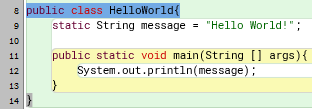 8 public class HelloWorld{
9 static String message = "Hello World!";
10
11 public static void main(String [] args){
12 System.out.println(message);
13 }
14 }